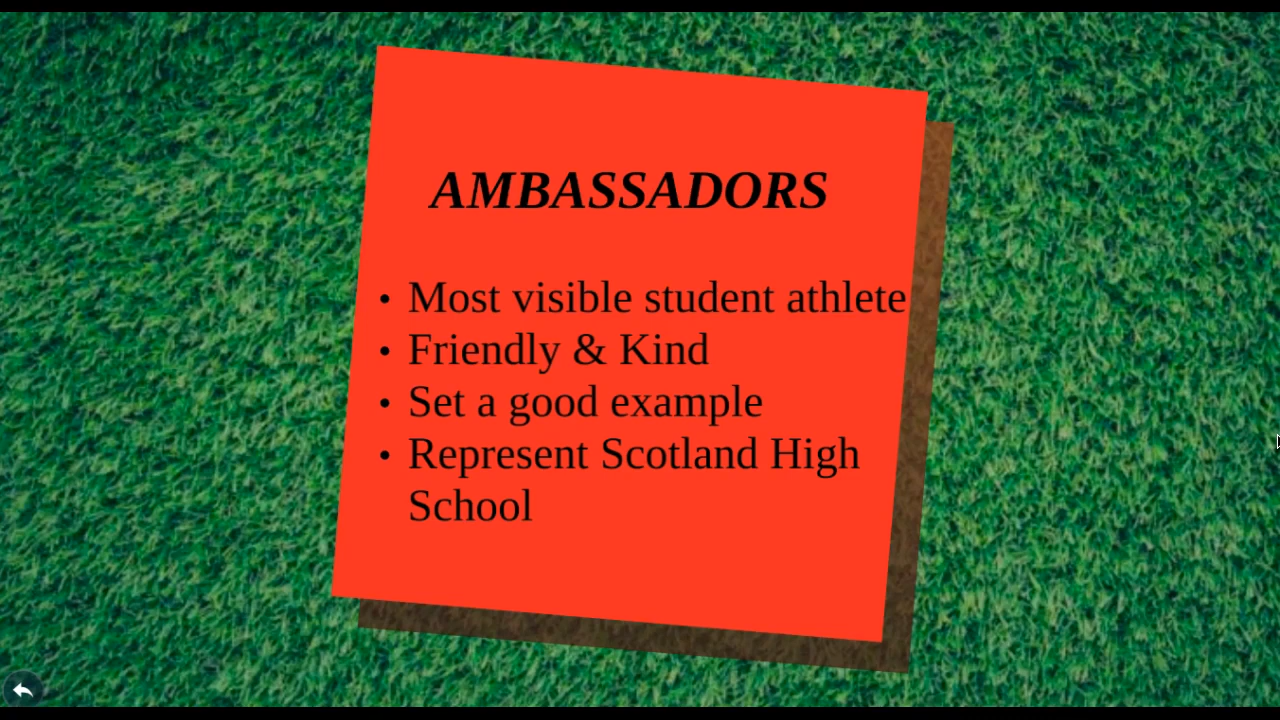 AMBASSADORS
• Most visible student athlete
• Friendly & Kind
• Set a good example
• Represent Scotland High
School